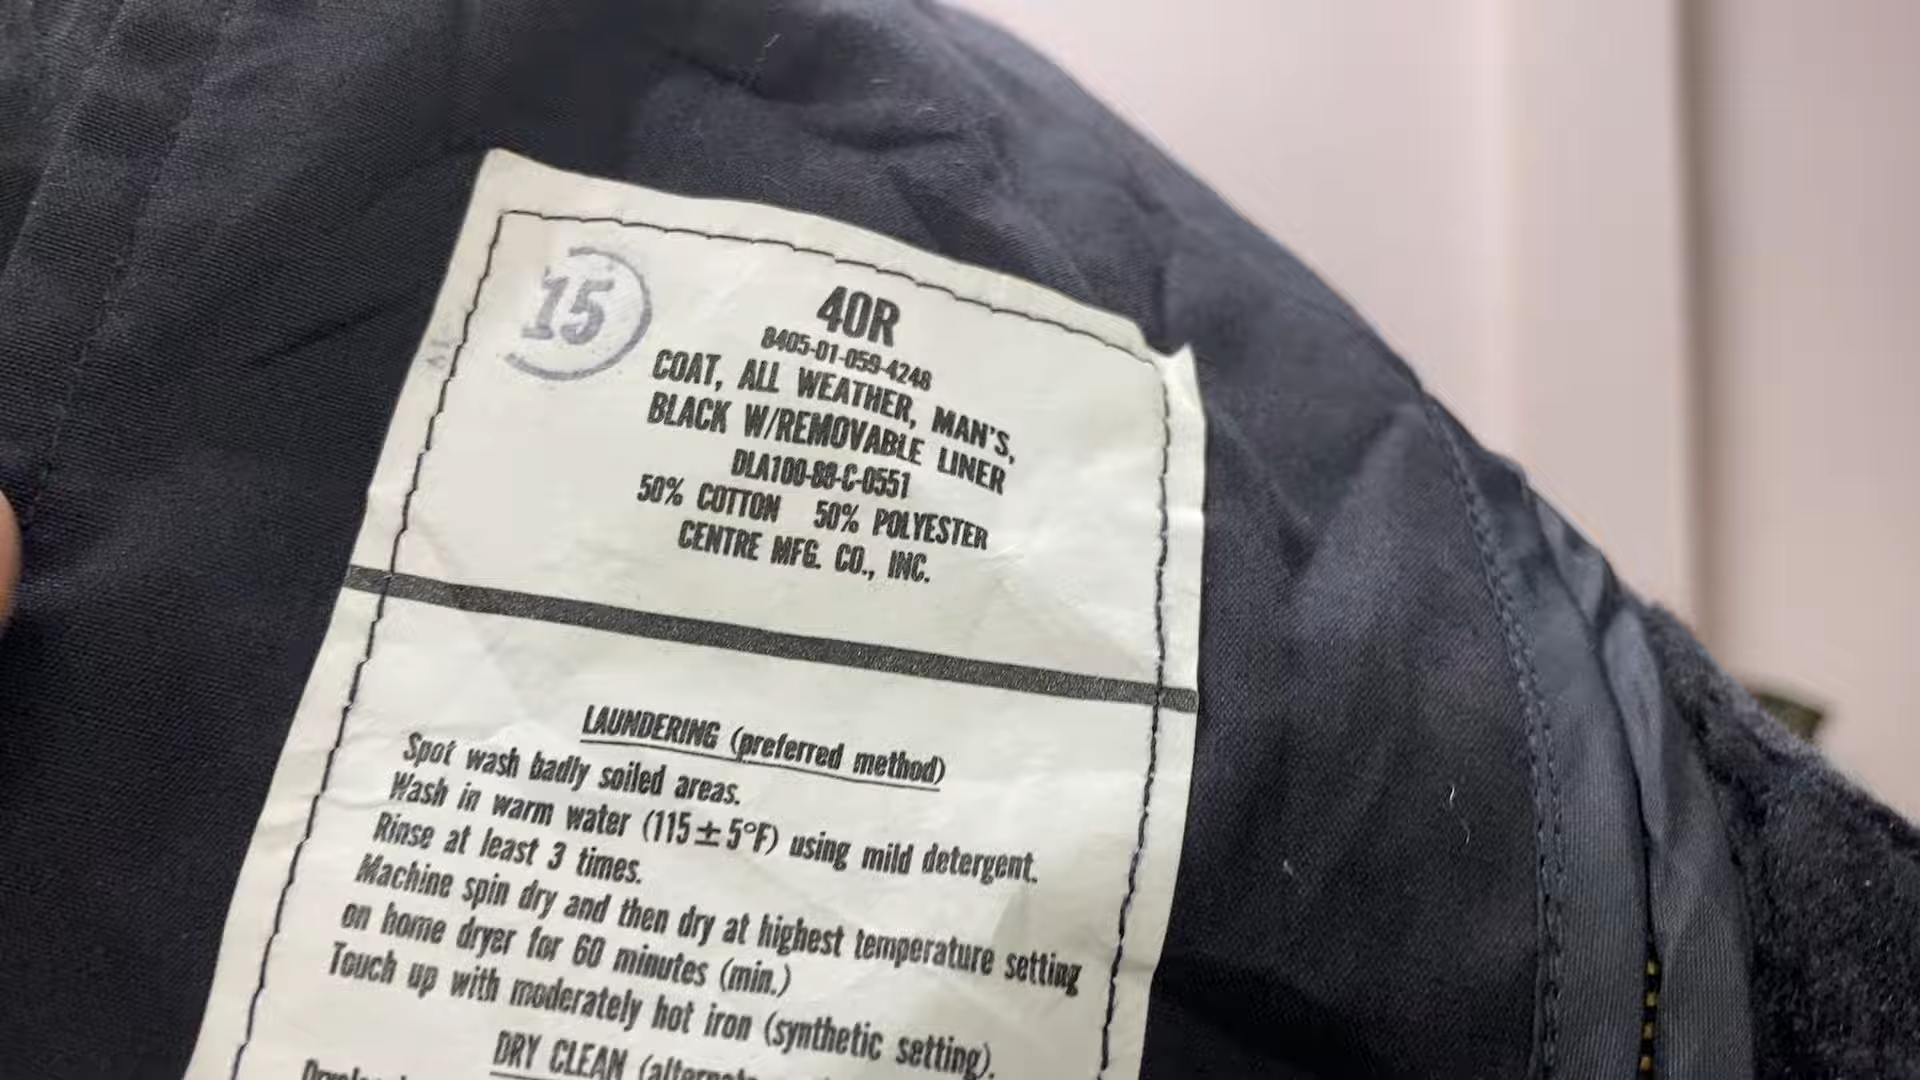 15
40R
8405-01-059-4248
COAT, ALL WEATHER, MAN'S,
BLACK W/REMOVABLE LINER
DLA100-88-C-0551
50% COTTON 50% POLYESTER
CENTRE MFG. CO., INC.
LAUNDERING (preferred method)
Spot wash badly soiled areas.
Wash in warm water (115±5°F) using mild detergent.
Rinse at least 3 times.
Machine spin dry and then dry at highest temperature setting
on home dryer for 60 minutes (min.)
Touch up with moderately hot iron (synthetic setting).
DRY CLEAN